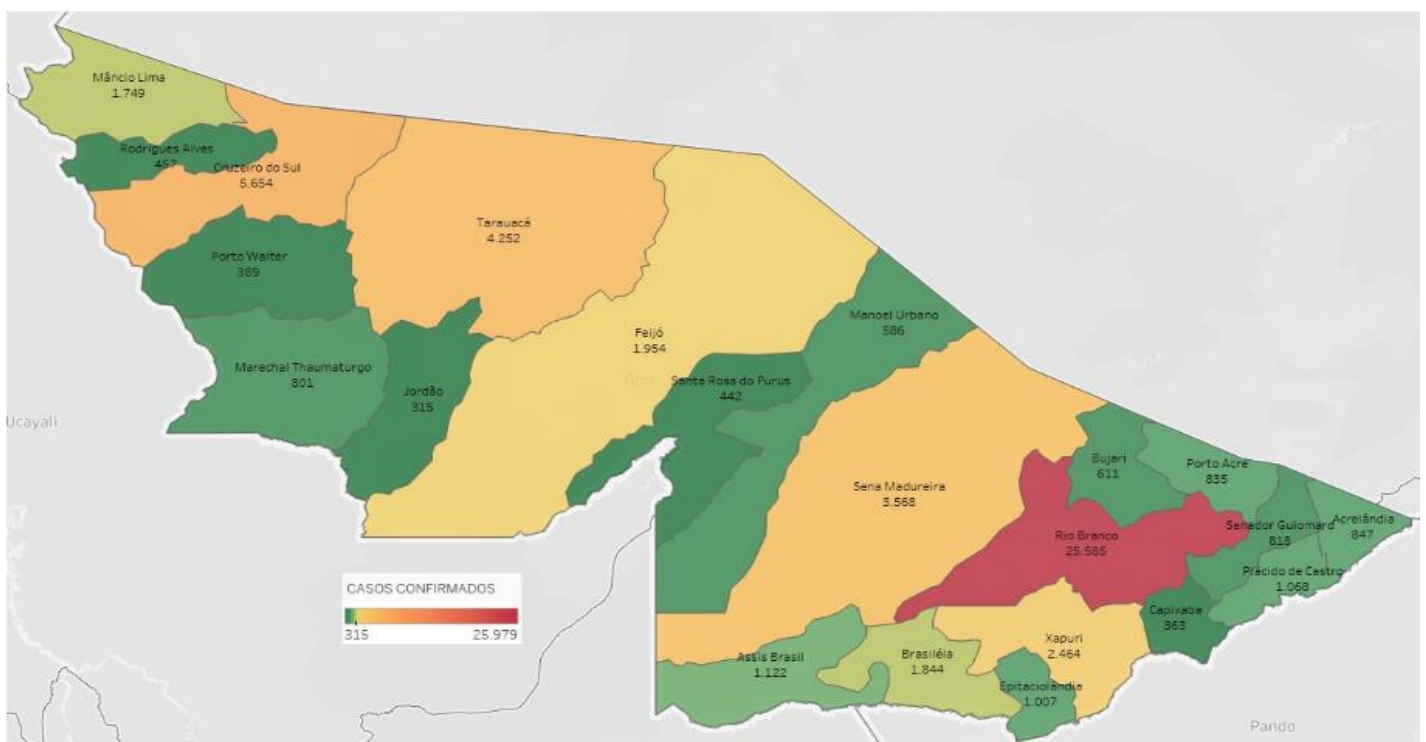 Mâncio Lima
1.749
Rodrigues Alves
457
Cruzeiro do Sul
5.654
Tarauacá
4.252
Porto Walter
389
Marechal Thaumaturgo
801
Jordão
315
Feijó
1.954
Manoel Urbano
586
Santa Rosa do Purus
442
Ucayali
Sena Madureira
3.568
Bujari
611
Porto Acre
835
Rio Branco
25.585
Senador Guiomard
818
Acrelândia
847
Plácido de Castro
1.068
Capixaba
363
Xapuri
2.464
Assis Brasil
1.122
Brasiléia
1.844
Epitaciolândia
1.007
CASOS CONFIRMADOS
315
25.979
Pando